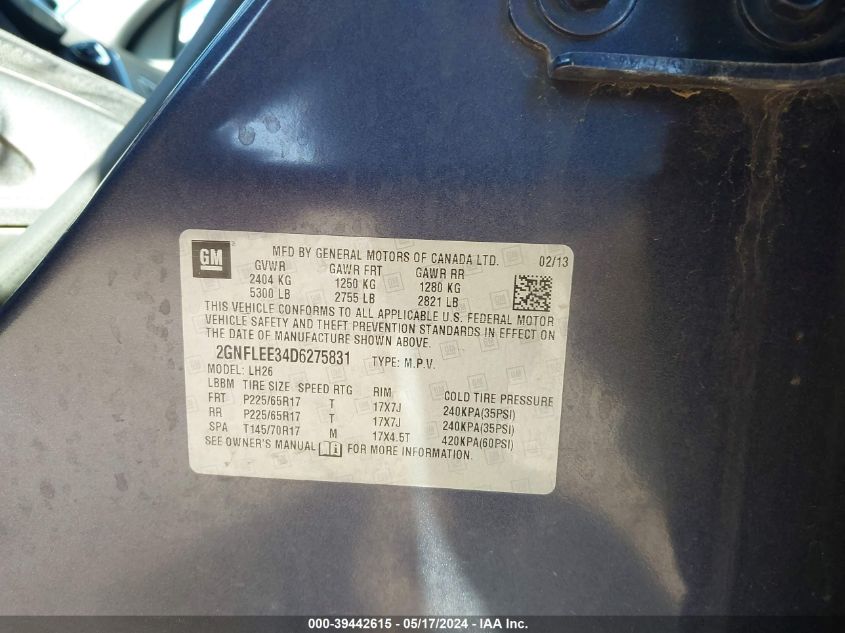 GM
MFD BY GENERAL MOTORS OF CANADA LTD. 02/13
GVWR GAWR FRT GAWR RR
2404 KG 1250 KG 1280 KG
5300 LB 2755 LB 2821 LB
THIS VEHICLE CONFORMS TO ALL APPLICABLE U.S. FEDERAL MOTOR
VEHICLE SAFETY AND THEFT PREVENTION STANDARDS IN EFFECT ON
THE DATE OF MANUFACTURE SHOWN ABOVE.
2GNFLEE34D6275831 TYPE: M.P.V.
MODEL: LH26
LBBM TIRE SIZE SPEED RTG RIM COLD TIRE PRESSURE
FRT P225/65R17 T 17X7J 240KPA(35PSI)
RR P225/65R17 T 17X7J 240KPA(35PSI)
SPA T145/70R17 M 17X4.5T 420KPA(60PSI)
SEE OWNER'S MANUAL i FOR MORE INFORMATION.
000-39442615 - 05/17/2024 - IAA Inc.